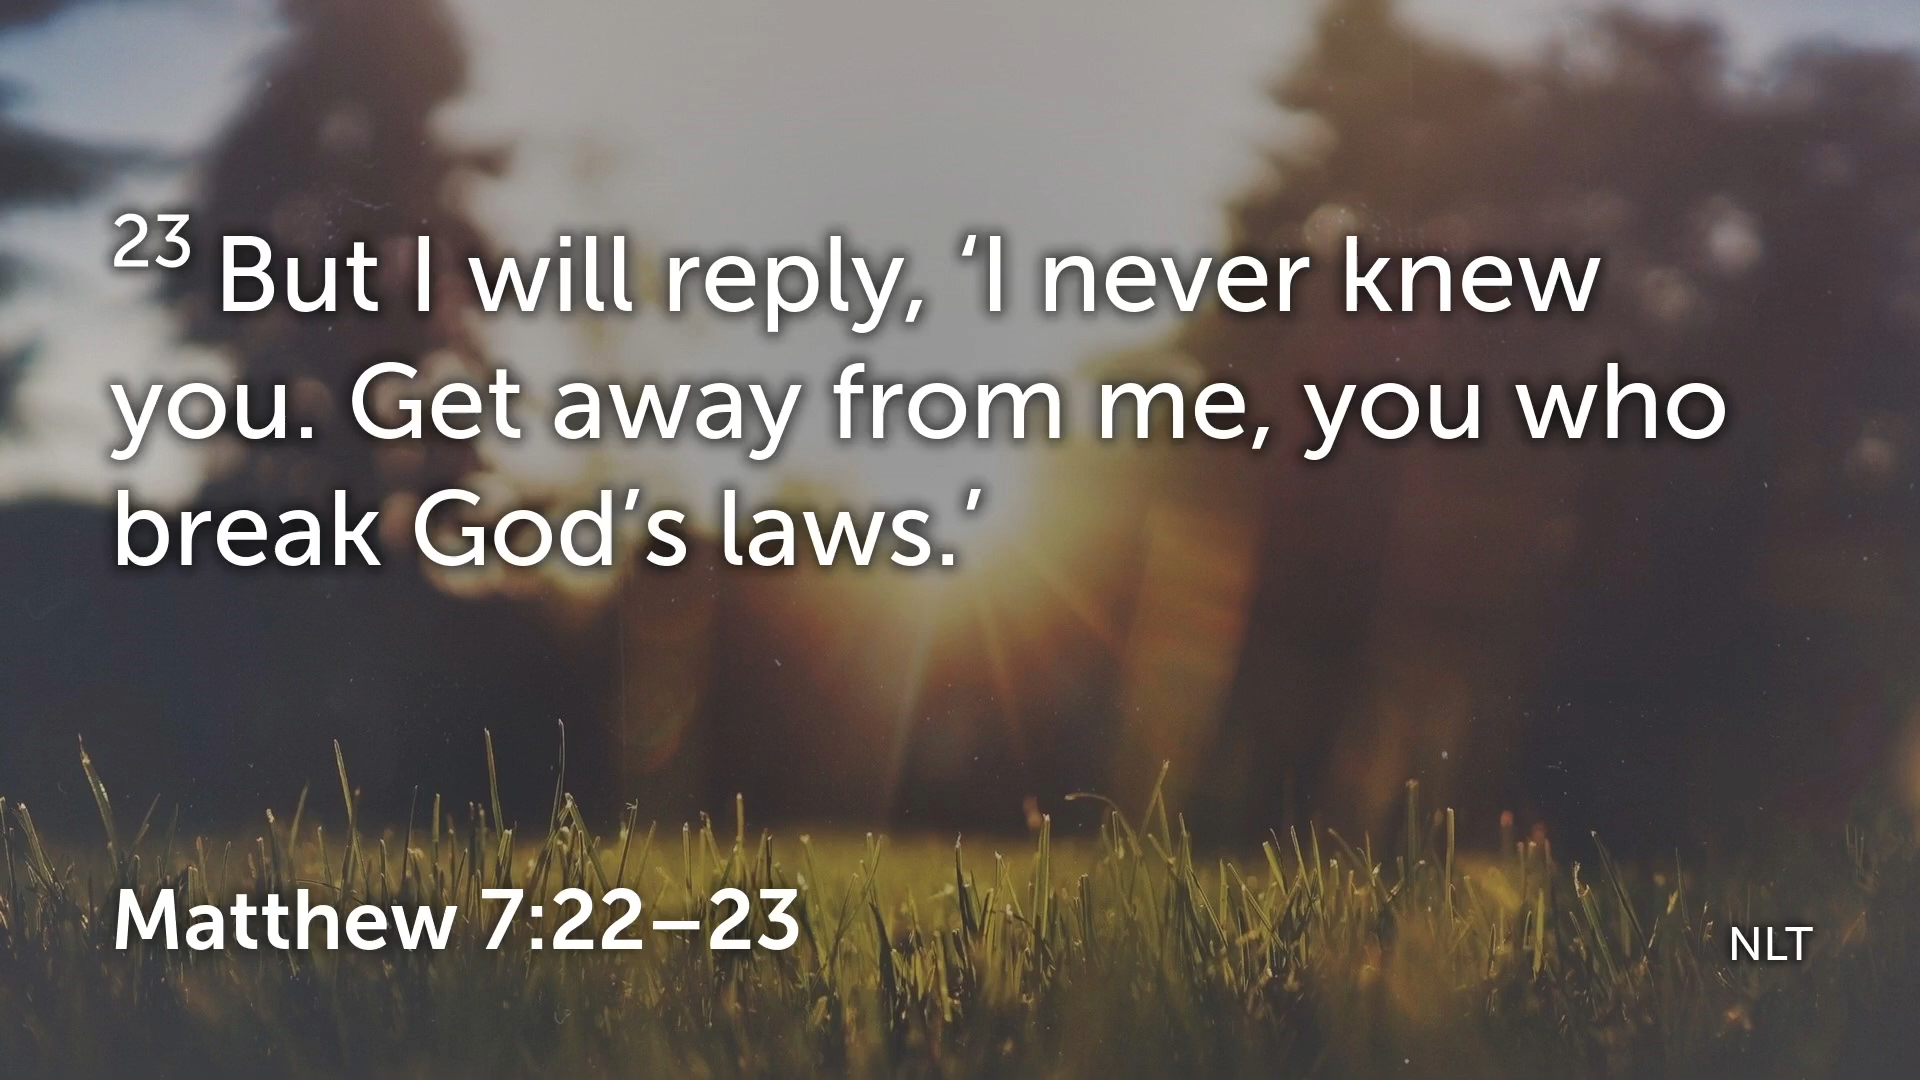 23 But I will reply, ‘I never knew
you. Get away from me, you who
break God’s laws.’
Matthew 7:22–23
NLT